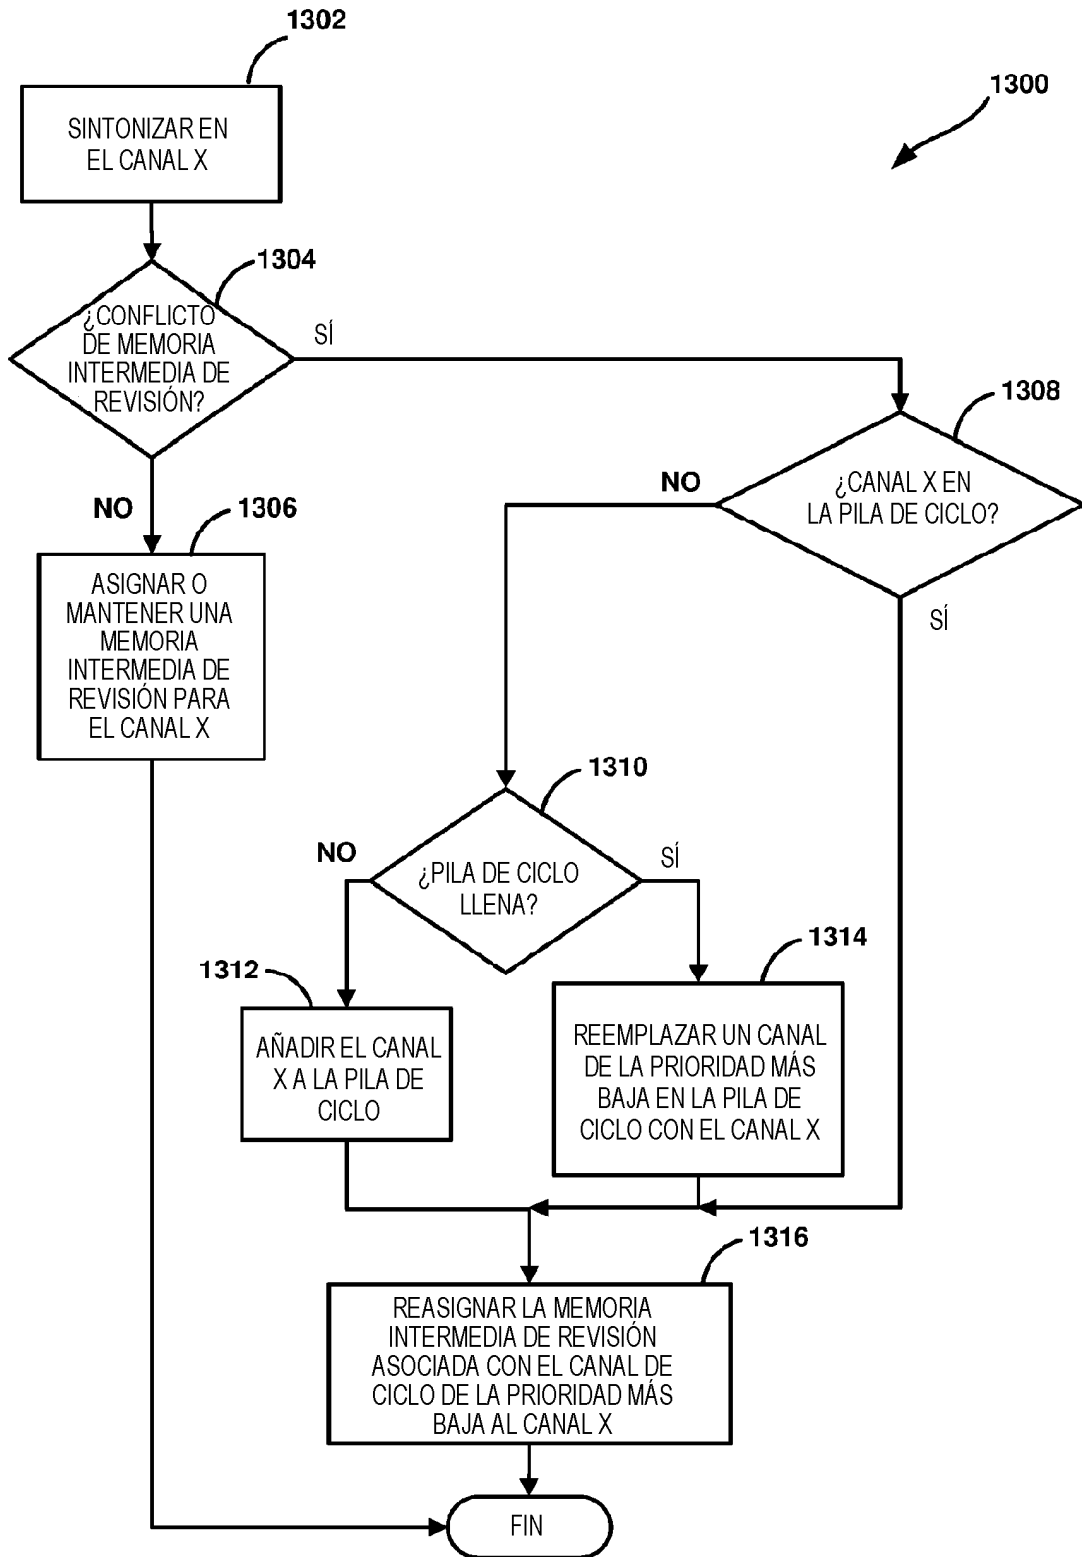 1302
1300
SINTONIZAR EN
EL CANAL X
1304
¿CONFLICTO
DE MEMORIA
INTERMEDIA DE
REVISIÓN?
SÍ
1308
¿CANAL X EN
LA PILA DE CICLO?
NO
SÍ
NO
1306
ASIGNAR O
MANTENER UNA
MEMORIA
INTERMEDIA DE
REVISIÓN PARA
EL CANAL X
1310
¿PILA DE CICLO
LLENA?
NO
SÍ
1312
AÑADIR EL CANAL
X A LA PILA DE
CICLO
1314
REEMPLAZAR UN CANAL
DE LA PRIORIDAD MÁS
BAJA EN LA PILA DE
CICLO CON EL CANAL X
1316
REASIGNAR LA MEMORIA
INTERMEDIA DE REVISIÓN
ASOCIADA CON EL CANAL DE
CICLO DE LA PRIORIDAD MÁS
BAJA AL CANAL X
FIN